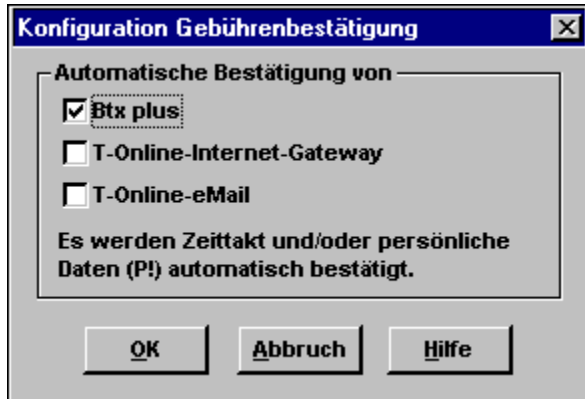 Konfiguration Gebührenbestätigung
Automatische Bestätigung von
Btx plus
T-Online-Internet-Gateway
T-Online-eMail
Es werden Zeittakt und/oder persönliche
Daten (P!) automatisch bestätigt.
OK
Abbruch
Hilfe